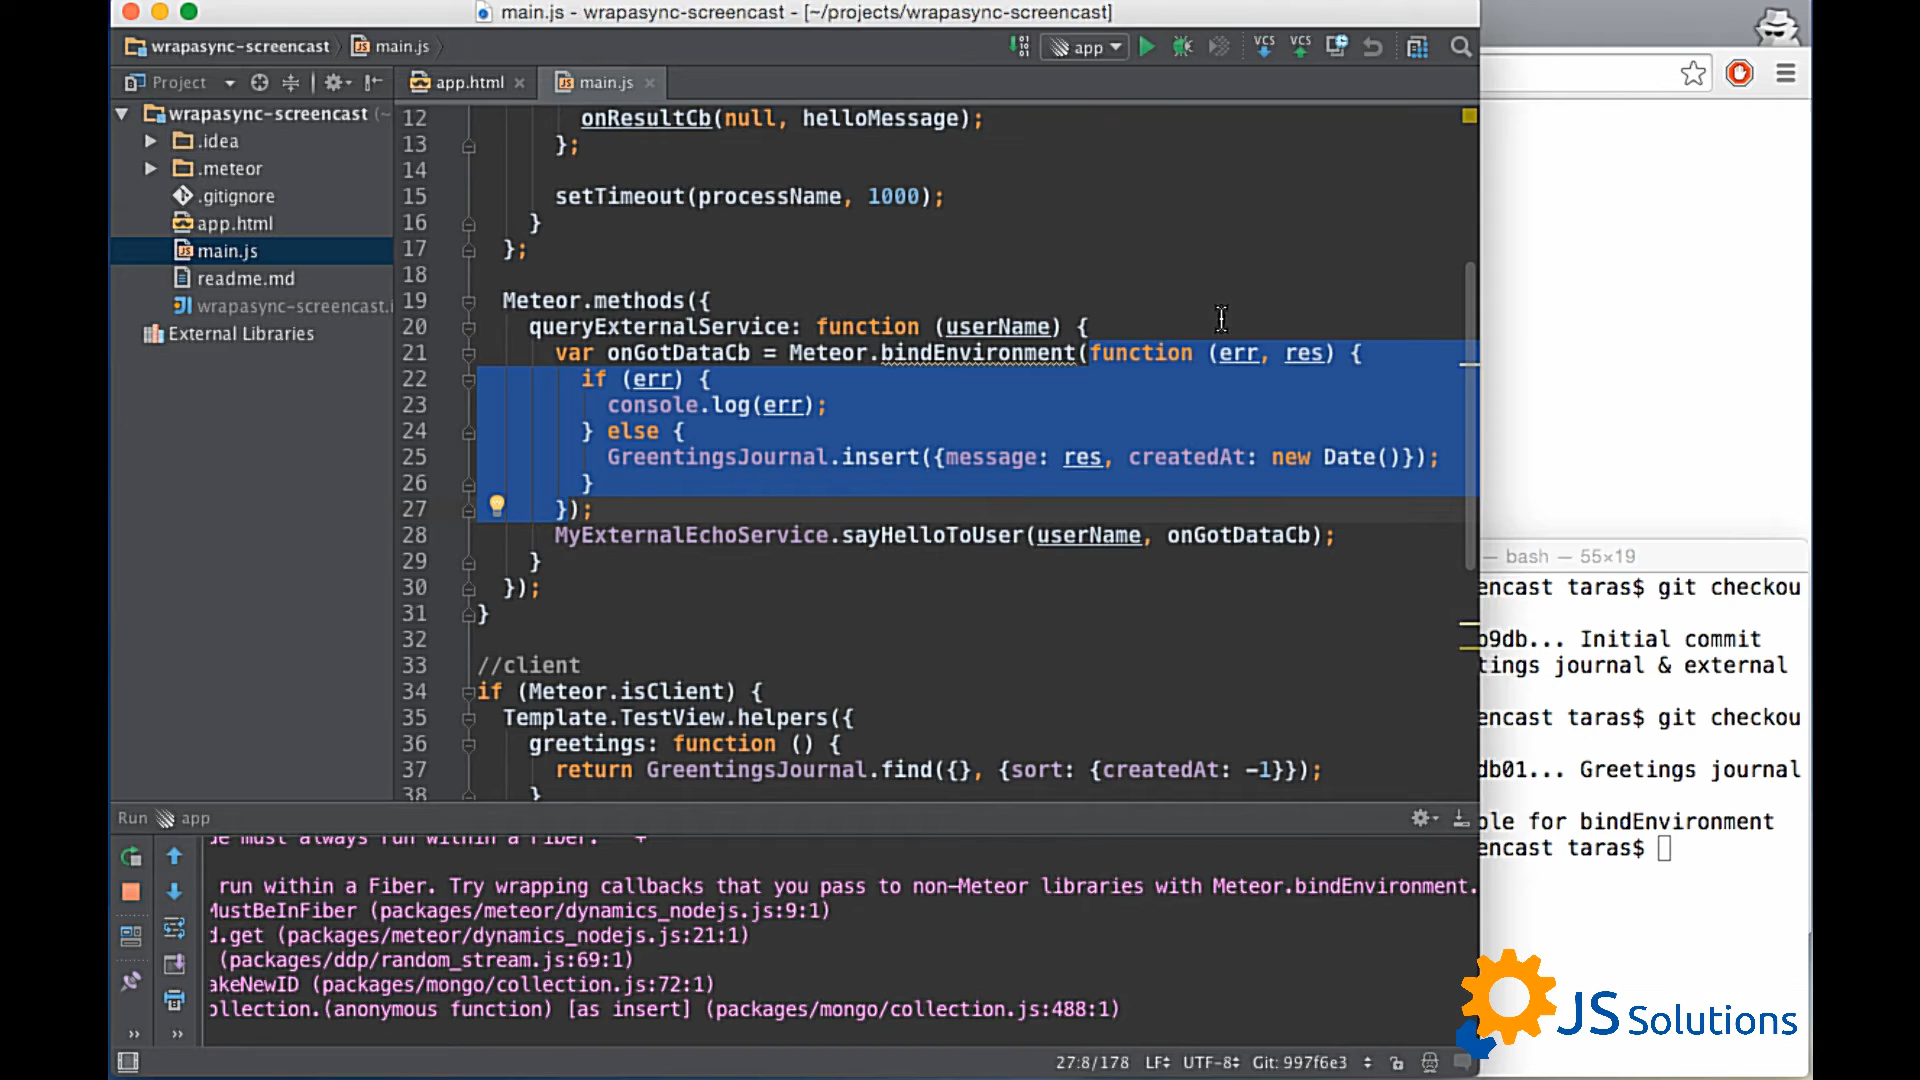 main.js - wrapasync-screencast - [~/projects/wrapasync-screencast]
wrapasync-screencast
main.js
app
VCS
VCS
Project
app.html
main.js
wrapasync-screencast (~
.idea
.meteor
.gitignore
app.html
main.js
readme.md
wrapasync-screencast.i
External Libraries
12 onResultCb(null, helloMessage);
13 };
14
15 setTimeout(processName, 1000);
16 }
17 };
18
19 Meteor.methods({
20 queryExternalService: function (userName) {
21 var onGotDataCb = Meteor.bindEnvironment(function (err, res) {
22 if (err) {
23 console.log(err);
24 } else {
25 GreentingsJournal.insert({message: res, createdAt: new Date()});
26 }
27 });
28 MyExternalEchoService.sayHelloToUser(userName, onGotDataCb);
29 }
30 });
31 }
32
33 //client
34 if (Meteor.isClient) {
35 Template.TestView.helpers({
36 greetings: function () {
37 return GreentingsJournal.find({}, {sort: {createdAt: -1}});
38 }
— bash — 55×19
encast taras$ git checkou
b9db... Initial commit
tings journal & external
encast taras$ git checkou
db01... Greetings journal
ple for bindEnvironment
encast taras$
Run app
de must always run within a Fiber. +
run within a Fiber. Try wrapping callbacks that you pass to non-Meteor libraries with Meteor.bindEnvironment.
MustBeInFiber (packages/meteor/dynamics_nodejs.js:9:1)
d.get (packages/meteor/dynamics_nodejs.js:21:1)
(packages/ddp/random_stream.js:69:1)
akeNewID (packages/mongo/collection.js:72:1)
ollection.(anonymous function) [as insert] (packages/mongo/collection.js:488:1)
27:8/178 LF UTF-8 Git: 997f6e3
JS Solutions